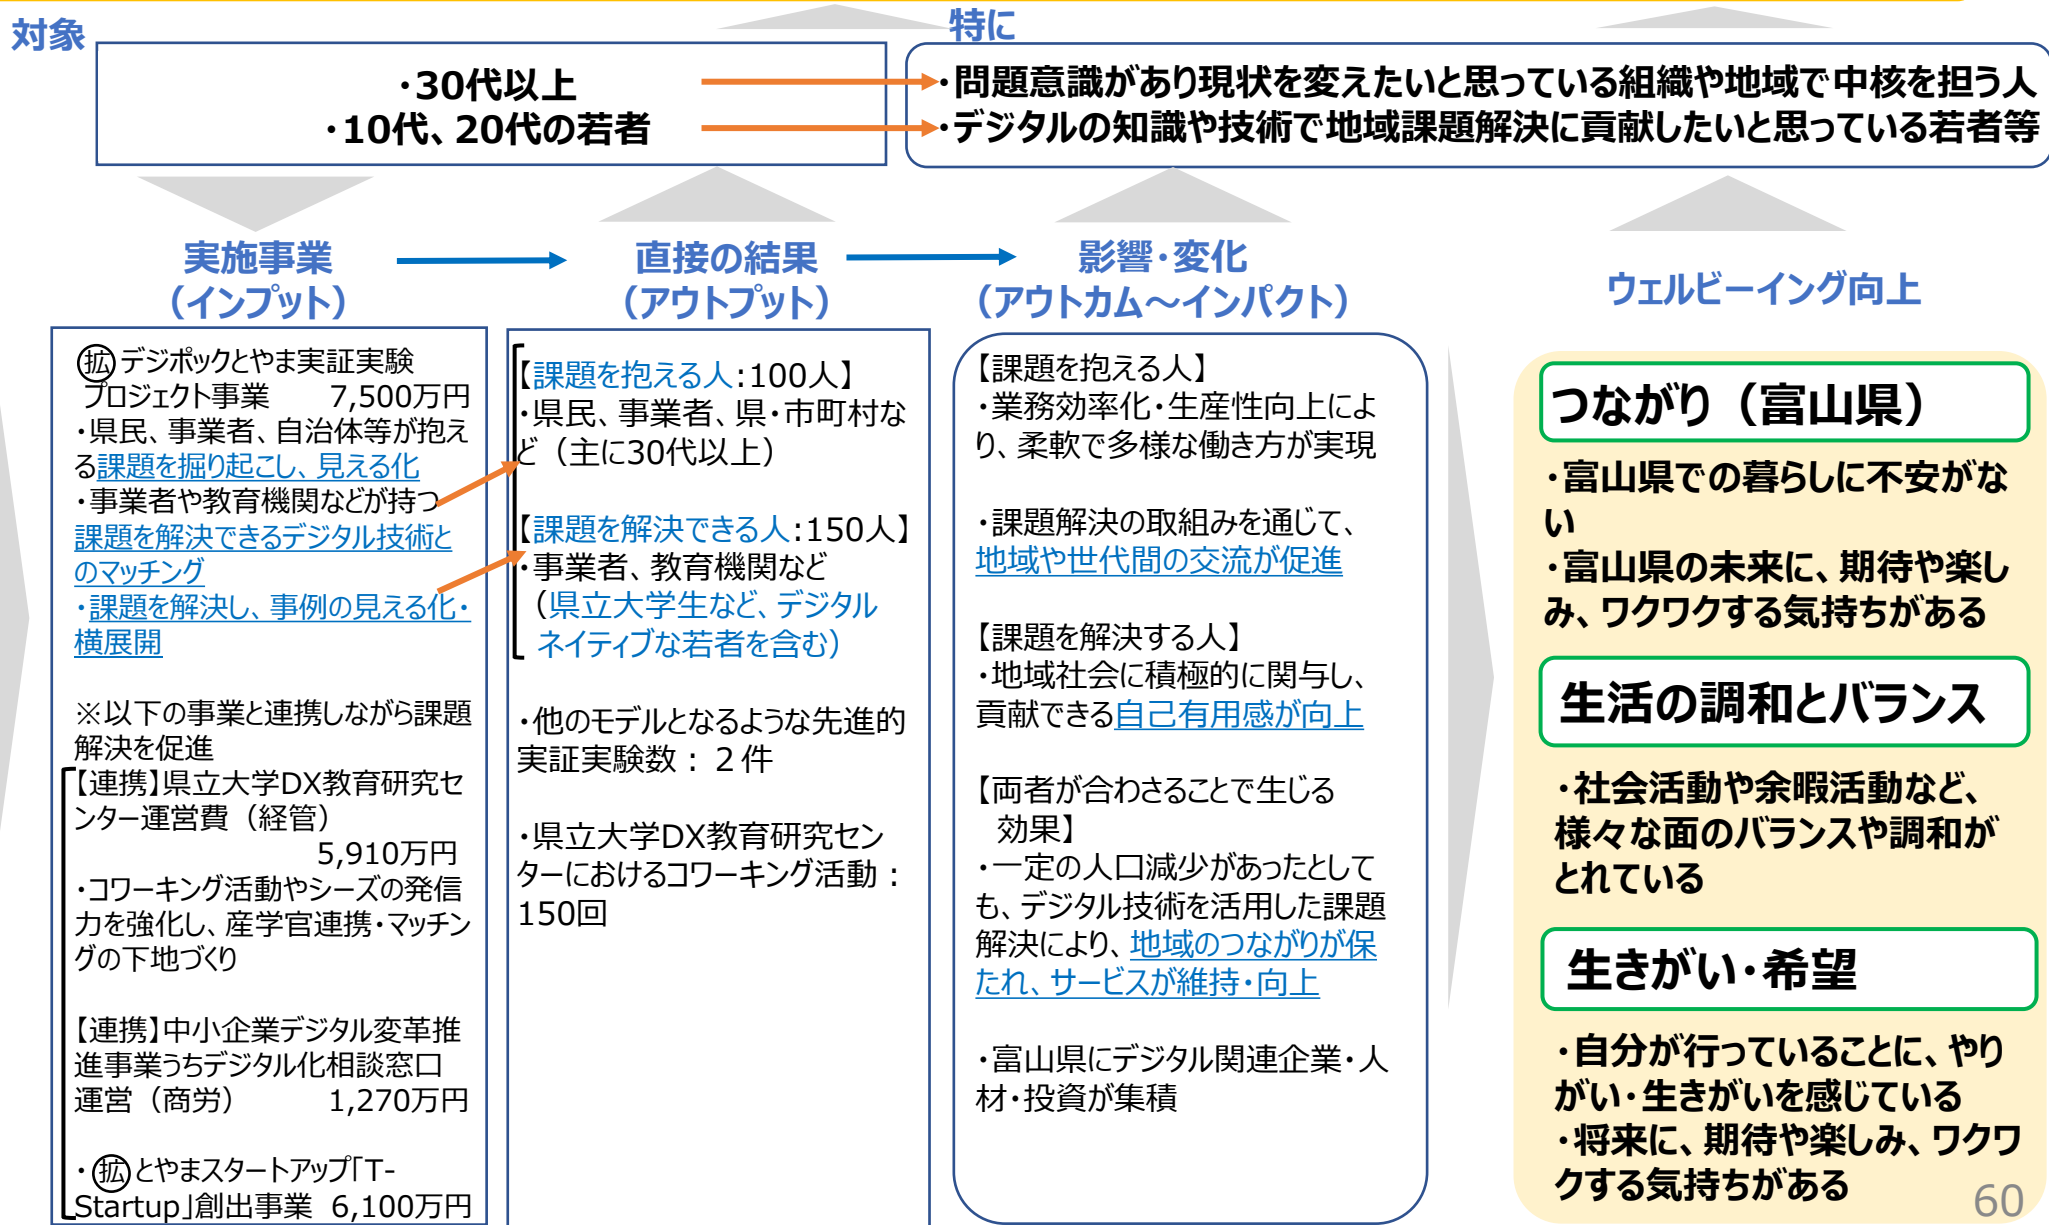 対象
・30代以上
・10代、20代の若者
特に
・問題意識があり現状を変えたいと思っている組織や地域で中核を担う人
・デジタルの知識や技術で地域課題解決に貢献したいと思っている若者等
実施事業
（インプット）
直接の結果
（アウトプット）
影響・変化
（アウトカム～インパクト）
ウェルビーイング向上
拡 デジポックとやま実証実験
プロジェクト事業 7,500万円
・県民、事業者、自治体等が抱え
る課題を掘り起こし、見える化
・事業者や教育機関などが持つ
課題を解決できるデジタル技術と
のマッチング
・課題を解決し、事例の見える化・
横展開
※以下の事業と連携しながら課題
解決を促進
【連携】県立大学DX教育研究セ
ンター運営費（経管）
5,910万円
・コワーキング活動やシーズの発信
力を強化し、産学官連携・マッチン
グの下地づくり
【連携】中小企業デジタル変革推
進事業うちデジタル化相談窓口
運営（商労） 1,270万円
・拡 とやまスタートアップ「T-
Startup」創出事業 6,100万円
【課題を抱える人:100人】
・県民、事業者、県・市町村な
ど（主に30代以上）
【課題を解決できる人:150人】
・事業者、教育機関など
（県立大学生など、デジタル
ネイティブな若者を含む）
・他のモデルとなるような先進的
実証実験数：２件
・県立大学DX教育研究セン
ターにおけるコワーキング活動：
150回
【課題を抱える人】
・業務効率化・生産性向上によ
り、柔軟で多様な働き方が実現
・課題解決の取組みを通じて、
地域や世代間の交流が促進
【課題を解決する人】
・地域社会に積極的に関与し、
貢献できる自己有用感が向上
【両者が合わさることで生じる
効果】
・一定の人口減少があったとして
も、デジタル技術を活用した課題
解決により、地域のつながりが保
たれ、サービスが維持・向上
・富山県にデジタル関連企業・人
材・投資が集積
つながり（富山県）
・富山県での暮らしに不安がな
い
・富山県の未来に、期待や楽し
み、ワクワクする気持ちがある
生活の調和とバランス
・社会活動や余暇活動など、
様々な面のバランスや調和が
とれている
生きがい・希望
・自分が行っていることに、やり
がい・生きがいを感じている
・将来に、期待や楽しみ、ワクワ
クする気持ちがある
60